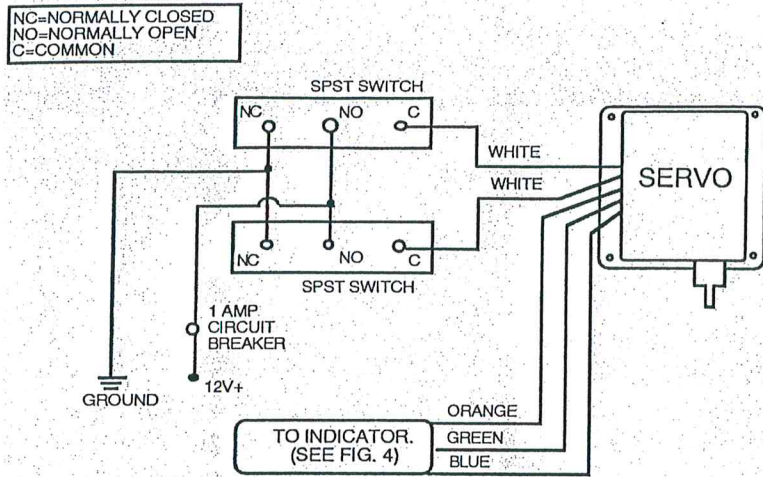 NC=NORMALLY CLOSED
NO=NORMALLY OPEN
C=COMMON
SPST SWITCH
NC
NO
C
WHITE
SERVO
WHITE
NC
NO
C
SPST SWITCH
1 AMP
CIRCUIT
BREAKER
12V+
GROUND
ORANGE
TO INDICATOR.
(SEE FIG. 4)
GREEN
BLUE